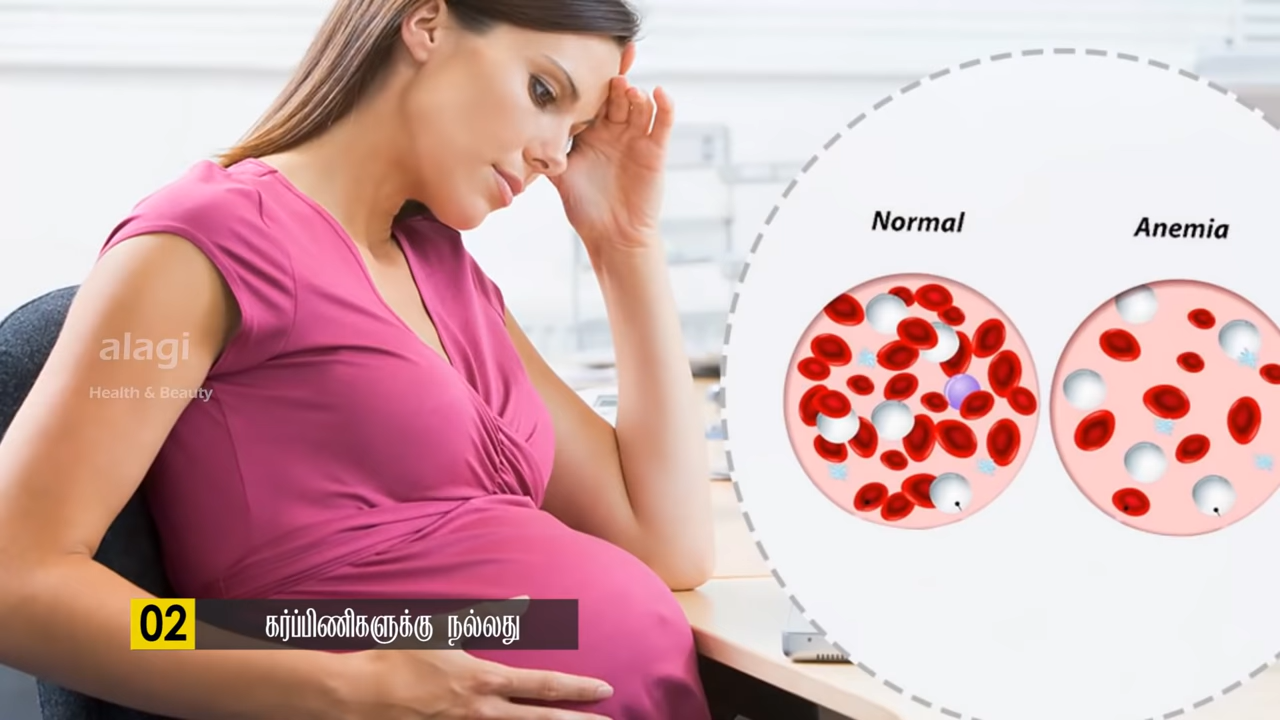 Normal
Anemia
alagi
Health & Beauty
02
கர்ப்பிணிகளுக்கு நல்லது